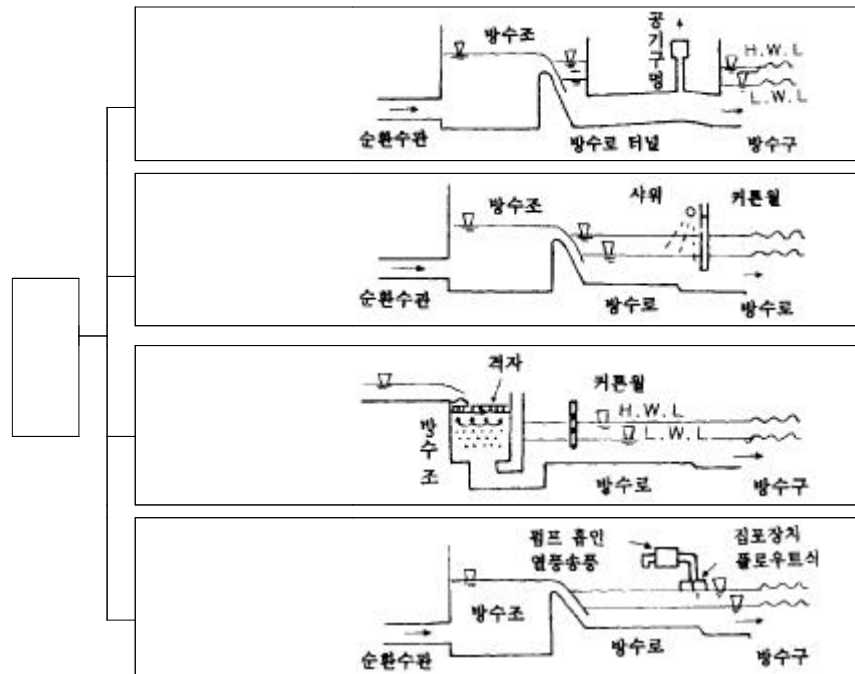 방수조
공기구멍
H.W.L
L.W.L
순환수관
방수로 터널
방수구
방수조
샤워
커튼월
순환수관
방수로
방수로
격자
커튼월
H.W.L
L.W.L
방수조
방수로
방수구
펌프 흡인
열풍송풍
집포장치
플로우트식
방수조
순환수관
방수로
방수구